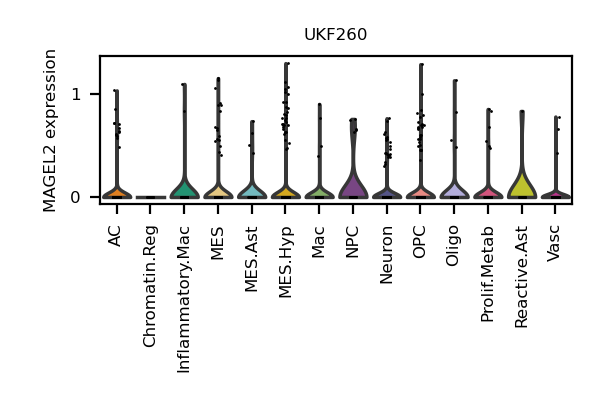 UKF260
MAGEL2 expression
1
0
AC
Chromatin.Reg
Inflammatory.Mac
MES
MES.Ast
MES.Hyp
Mac
NPC
Neuron
OPC
Oligo
Prolif.Metab
Reactive.Ast
Vasc